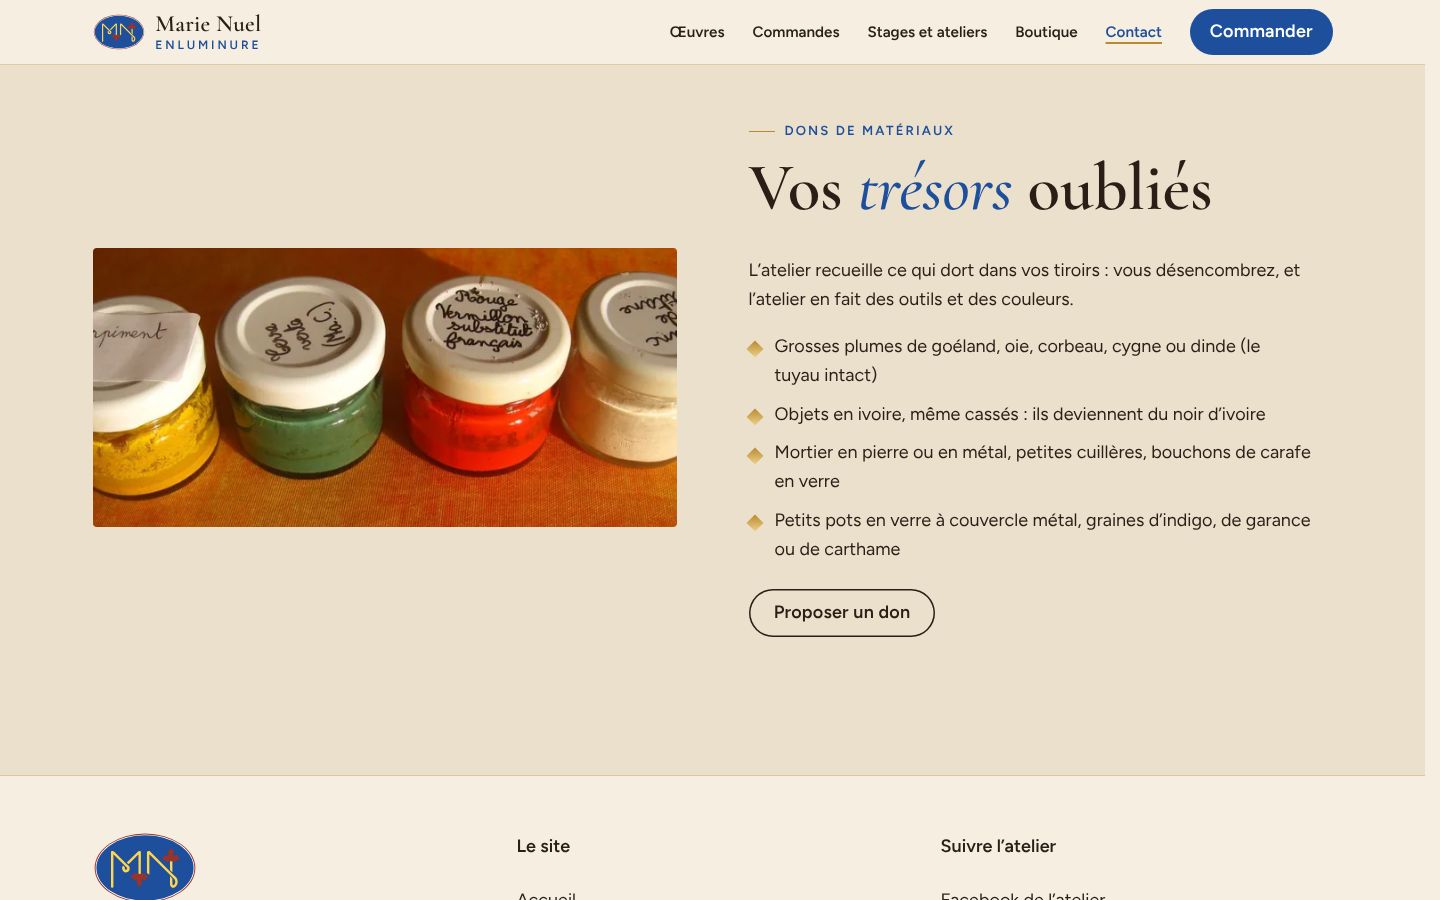 Marie Nuel
ENLUMINURE
Œuvres
Commandes
Stages et ateliers
Boutique
Contact
Commander
DONS DE MATÉRIAUX
Vos trésors oubliés
L’atelier recueille ce qui dort dans vos tiroirs : vous désencombrez, et
l’atelier en fait des outils et des couleurs.
Grosses plumes de goéland, oie, corbeau, cygne ou dinde (le
tuyau intact)
Objets en ivoire, même cassés : ils deviennent du noir d’ivoire
Mortier en pierre ou en métal, petites cuillères, bouchons de carafe
en verre
Petits pots en verre à couvercle métal, graines d’indigo, de garance
ou de carthame
Proposer un don
Rouge
Vermillon
substitut
français
MN
Le site
Suivre l’atelier
Accueil
Facebook de l’atelier